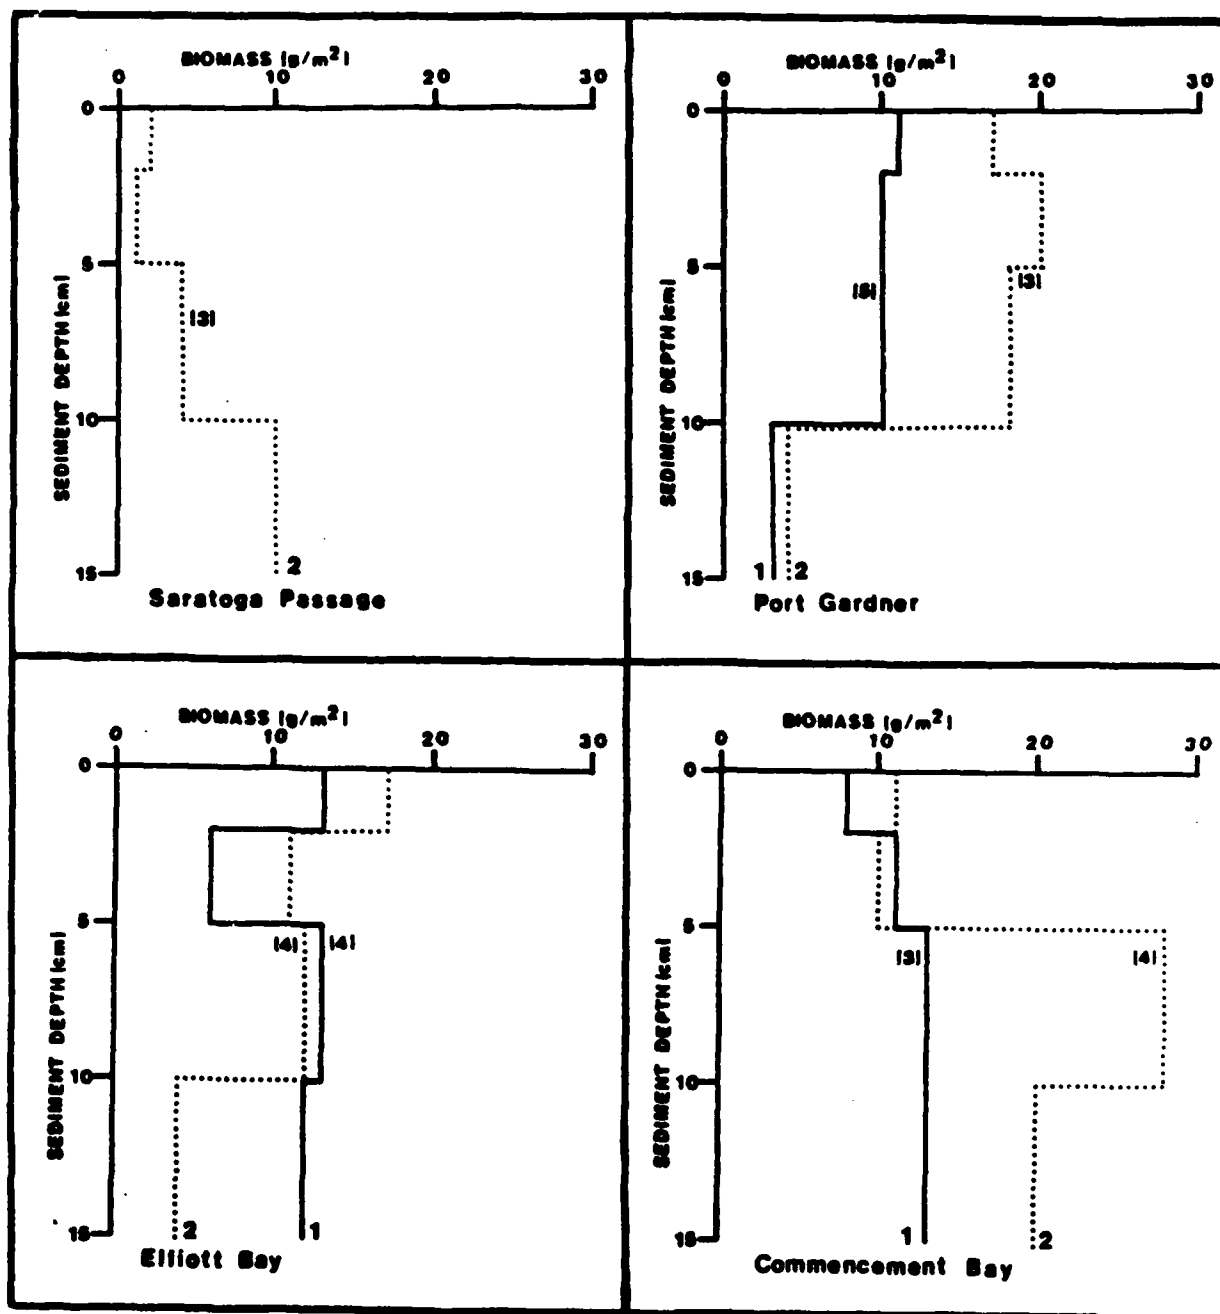 BIOMASS (g/m²)
0 10 20 30
0
5
10
15
SEDIMENT DEPTH (cm)
(3)
2
Saratoga Passage
BIOMASS (g/m²)
0 10 20 30
0
5
10
15
SEDIMENT DEPTH (cm)
(5)
(3)
1 2
Port Gardner
BIOMASS (g/m²)
0 10 20 30
0
5
10
15
SEDIMENT DEPTH (cm)
(4) (4)
2 1
Elliott Bay
BIOMASS (g/m²)
0 10 20 30
0
5
10
15
SEDIMENT DEPTH (cm)
(3) (4)
1 2
Commencement Bay